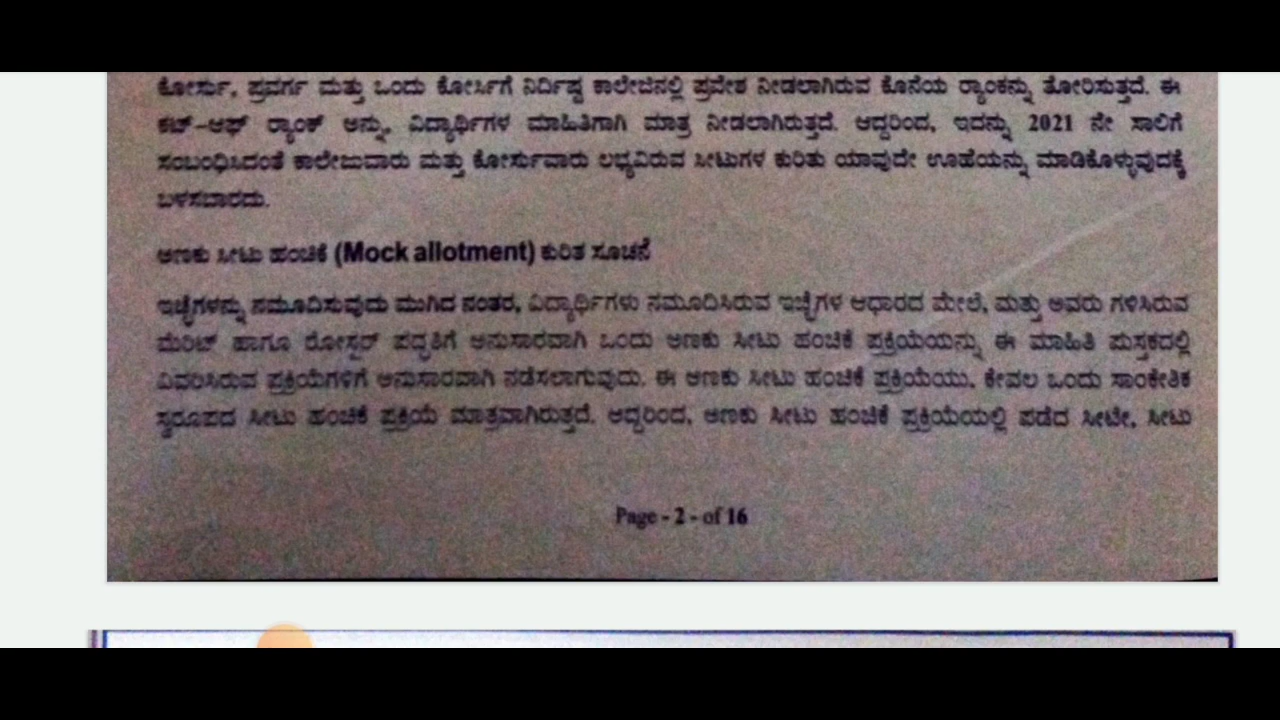 ಕೋರ್ಸು, ಪ್ರವರ್ಗ ಮತ್ತು ಒಂದು ಕೋರ್ಸಿಗೆ ನಿರ್ದಿಷ್ಟ ಕಾಲೇಜಿನಲ್ಲಿ ಪ್ರವೇಶ ನೀಡಲಾಗಿರುವ ಕೊನೆಯ ರ‍್ಯಾಂಕನ್ನು ತೋರಿಸುತ್ತದೆ. ಈ
ಕಟ್-ಆಫ್ ರ‍್ಯಾಂಕ್ ಅನ್ನು, ವಿದ್ಯಾರ್ಥಿಗಳ ಮಾಹಿತಿಗಾಗಿ ಮಾತ್ರ ನೀಡಲಾಗಿರುತ್ತದೆ. ಆದ್ದರಿಂದ, ಇದನ್ನು 2021 ನೇ ಸಾಲಿಗೆ
ಸಂಬಂಧಿಸಿದಂತೆ ಕಾಲೇಜುವಾರು ಮತ್ತು ಕೋರ್ಸುವಾರು ಲಭ್ಯವಿರುವ ಸೀಟುಗಳ ಕುರಿತು ಯಾವುದೇ ಊಹೆಯನ್ನು ಮಾಡಿಕೊಳ್ಳುವುದಕ್ಕೆ
ಬಳಸಬಾರದು.
ಅಣಕು ಸೀಟು ಹಂಚಿಕೆ (Mock allotment) ಕುರಿತ ಸೂಚನೆ
ಇಚ್ಛೆಗಳನ್ನು ನಮೂದಿಸುವುದು ಮುಗಿದ ನಂತರ, ವಿದ್ಯಾರ್ಥಿಗಳು ನಮೂದಿಸಿರುವ ಇಚ್ಛೆಗಳ ಆಧಾರದ ಮೇಲೆ, ಮತ್ತು ಅವರು ಗಳಿಸಿರುವ
ಮೆರಿಟ್ ಹಾಗೂ ರೋಸ್ಟರ್ ಪದ್ಧತಿಗೆ ಅನುಸಾರವಾಗಿ ಒಂದು ಅಣಕು ಸೀಟು ಹಂಚಿಕೆ ಪ್ರಕ್ರಿಯೆಯನ್ನು ಈ ಮಾಹಿತಿ ಪುಸ್ತಕದಲ್ಲಿ
ವಿವರಿಸಿರುವ ಪ್ರಕ್ರಿಯೆಗಳಿಗೆ ಅನುಸಾರವಾಗಿ ನಡೆಸಲಾಗುವುದು. ಈ ಅಣಕು ಸೀಟು ಹಂಚಿಕೆ ಪ್ರಕ್ರಿಯೆಯು, ಕೇವಲ ಒಂದು ಸಾಂಕೇತಿಕ
ಸ್ವರೂಪದ ಸೀಟು ಹಂಚಿಕೆ ಪ್ರಕ್ರಿಯೆ ಮಾತ್ರವಾಗಿರುತ್ತದೆ. ಆದ್ದರಿಂದ, ಅಣಕು ಸೀಟು ಹಂಚಿಕೆ ಪ್ರಕ್ರಿಯೆಯಲ್ಲಿ ಪಡೆದ ಸೀಟೇ, ಸೀಟು
Page - 2 - of 16